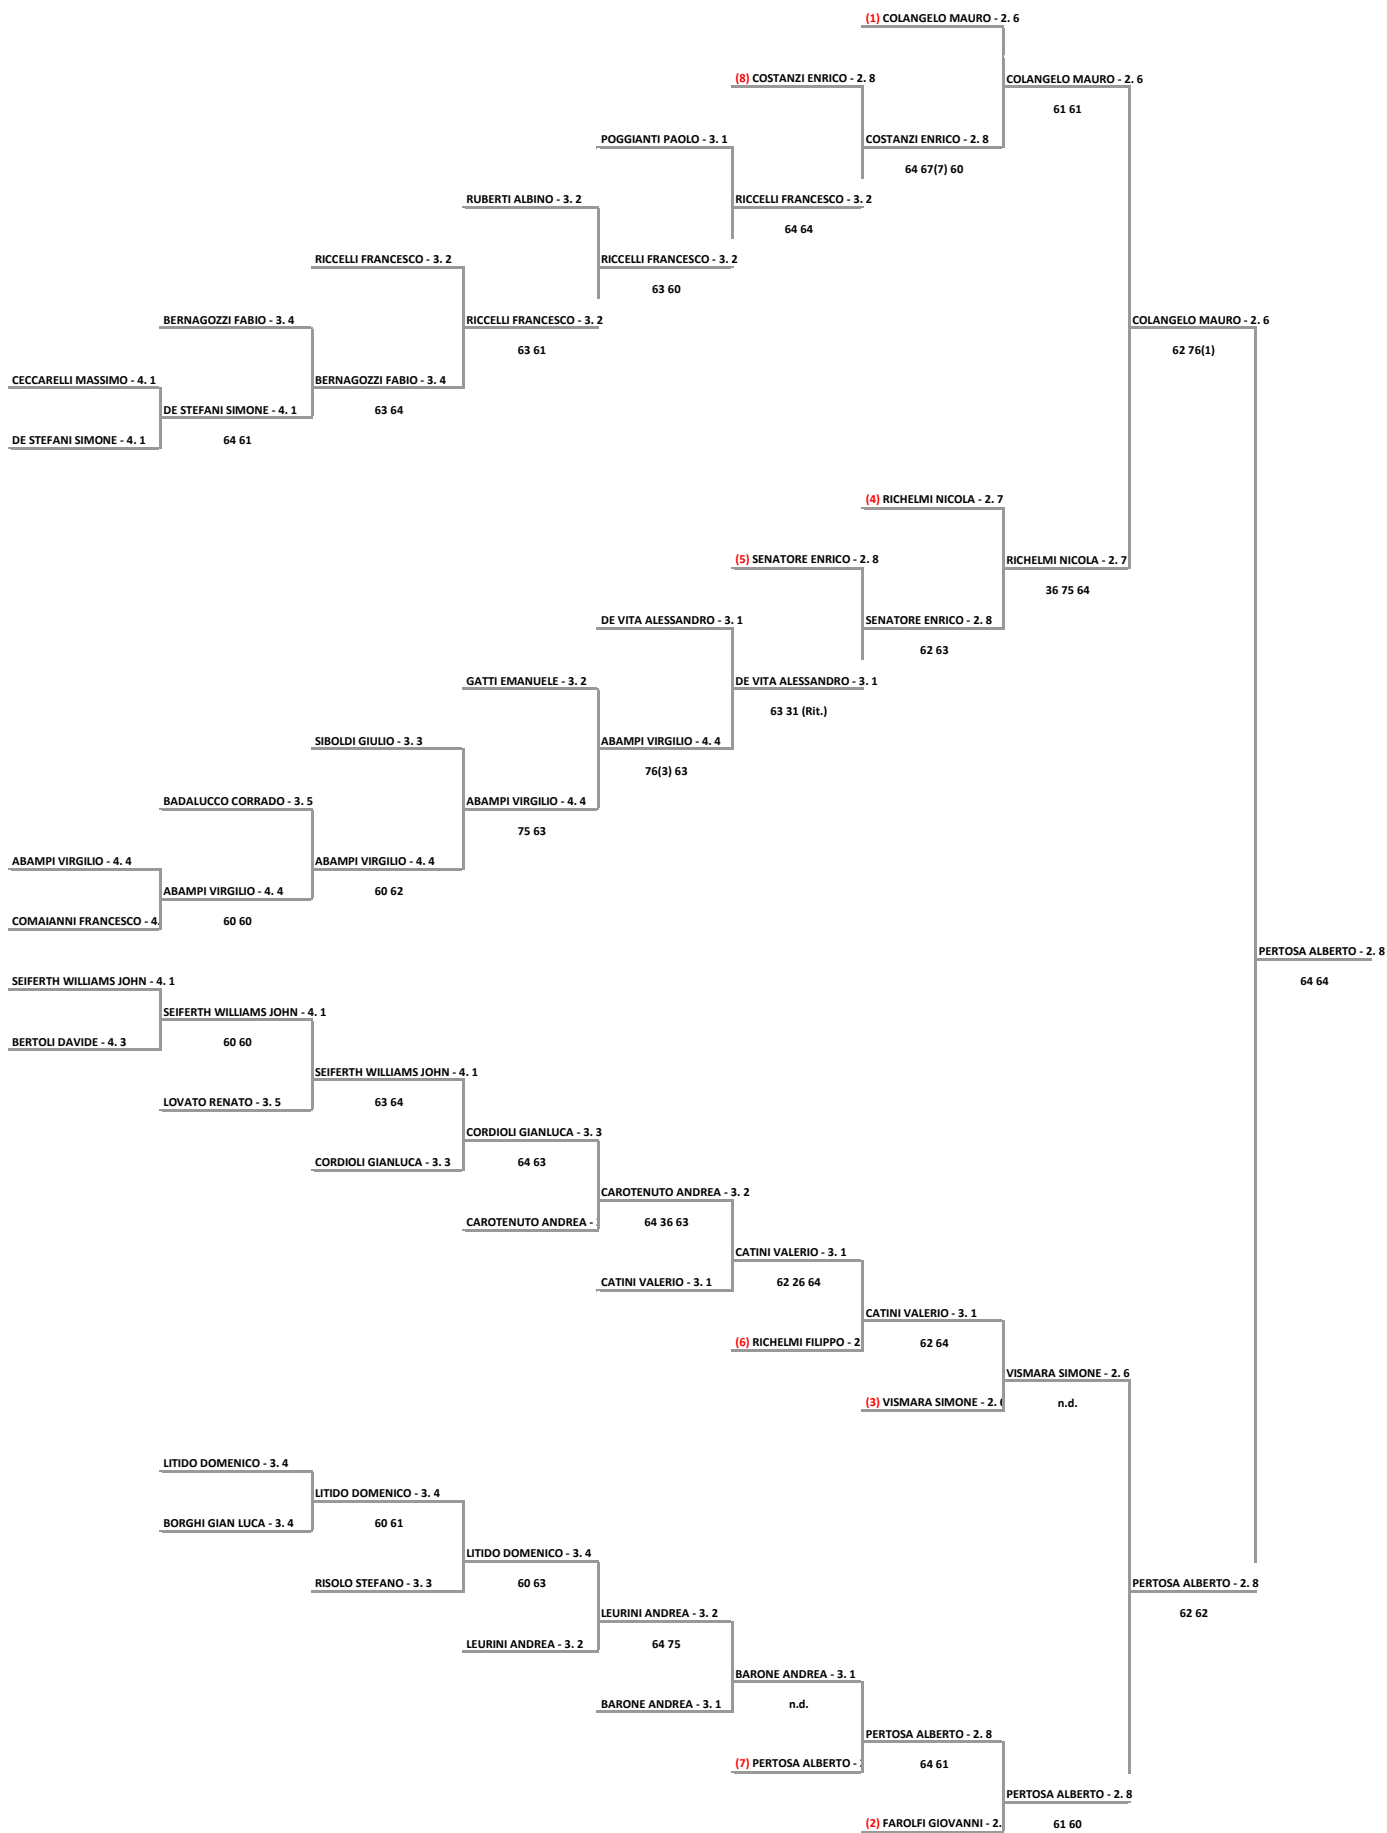 (1) COLANGELO MAURO - 2. 6
(8) COSTANZI ENRICO - 2. 8
COLANGELO MAURO - 2. 6
61 61
POGGIANTI PAOLO - 3. 1
COSTANZI ENRICO - 2. 8
64 67(7) 60
RUBERTI ALBINO - 3. 2
RICCELLI FRANCESCO - 3. 2
64 64
RICCELLI FRANCESCO - 3. 2
RICCELLI FRANCESCO - 3. 2
63 60
BERNAGOZZI FABIO - 3. 4
RICCELLI FRANCESCO - 3. 2
COLANGELO MAURO - 2. 6
63 61
62 76(1)
CECCARELLI MASSIMO - 4. 1
BERNAGOZZI FABIO - 3. 4
DE STEFANI SIMONE - 4. 1
63 64
DE STEFANI SIMONE - 4. 1
64 61
(4) RICHELMI NICOLA - 2. 7
(5) SENATORE ENRICO - 2. 8
RICHELMI NICOLA - 2. 7
36 75 64
DE VITA ALESSANDRO - 3. 1
SENATORE ENRICO - 2. 8
62 63
GATTI EMANUELE - 3. 2
DE VITA ALESSANDRO - 3. 1
63 31 (Rit.)
SIBOLDI GIULIO - 3. 3
ABAMPI VIRGILIO - 4. 4
76(3) 63
BADALUCCO CORRADO - 3. 5
ABAMPI VIRGILIO - 4. 4
75 63
ABAMPI VIRGILIO - 4. 4
ABAMPI VIRGILIO - 4. 4
ABAMPI VIRGILIO - 4. 4
60 62
COMAIANNI FRANCESCO - 4.
60 60
PERTOSA ALBERTO - 2. 8
64 64
SEIFERTH WILLIAMS JOHN - 4. 1
SEIFERTH WILLIAMS JOHN - 4. 1
BERTOLI DAVIDE - 4. 3
60 60
SEIFERTH WILLIAMS JOHN - 4. 1
LOVATO RENATO - 3. 5
63 64
CORDIOLI GIANLUCA - 3. 3
CORDIOLI GIANLUCA - 3. 3
64 63
CAROTENUTO ANDREA - 3. 2
CAROTENUTO ANDREA -
64 36 63
CATINI VALERIO - 3. 1
CATINI VALERIO - 3. 1
62 26 64
CATINI VALERIO - 3. 1
(6) RICHELMI FILIPPO - 2
62 64
VISMARA SIMONE - 2. 6
(3) VISMARA SIMONE - 2. 6
n.d.
LITIDO DOMENICO - 3. 4
LITIDO DOMENICO - 3. 4
BORGHI GIAN LUCA - 3. 4
60 61
LITIDO DOMENICO - 3. 4
RISOLO STEFANO - 3. 3
60 63
PERTOSA ALBERTO - 2. 8
62 62
LEURINI ANDREA - 3. 2
LEURINI ANDREA - 3. 2
64 75
BARONE ANDREA - 3. 1
BARONE ANDREA - 3. 1
n.d.
PERTOSA ALBERTO - 2. 8
(7) PERTOSA ALBERTO -
64 61
PERTOSA ALBERTO - 2. 8
(2) FAROLFI GIOVANNI - 2.
61 60